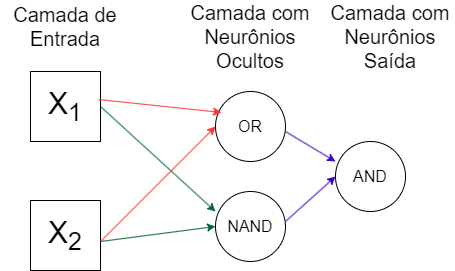 Camada de
Entrada
Camada com
Neurônios
Ocultos
Camada com
Neurônios
Saída
X1
OR
AND
X2
NAND